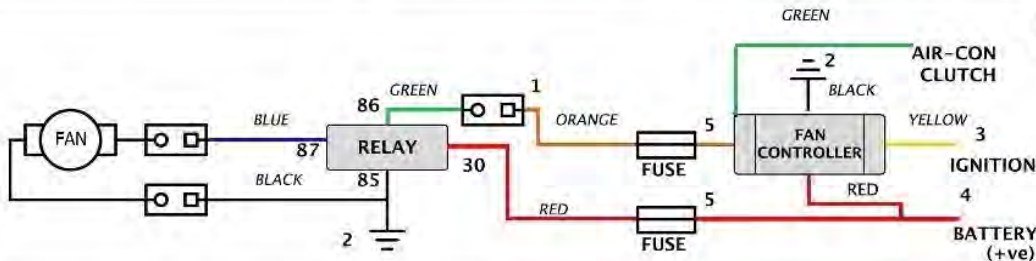 GREEN
AIR-CON
CLUTCH
2
BLACK
GREEN
1
86
ORANGE
5
YELLOW
3
FAN
BLUE
87
RELAY
30
FUSE
FAN
CONTROLLER
IGNITION
BLACK
85
RED
4
2
RED
5
FUSE
BATTERY
(+ve)